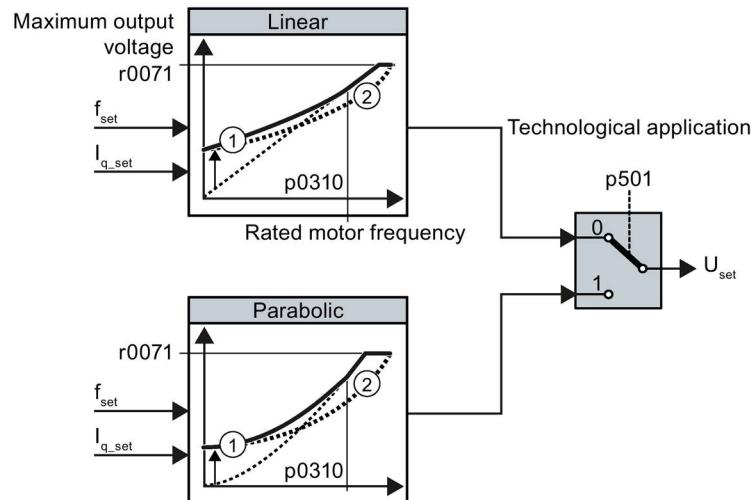 Maximum output
voltage
r0071
Linear
f_set
I_q_set
1
2
p0310
Rated motor frequency
Technological application
p501
0
1
U_set
Parabolic
r0071
f_set
I_q_set
1
2
p0310